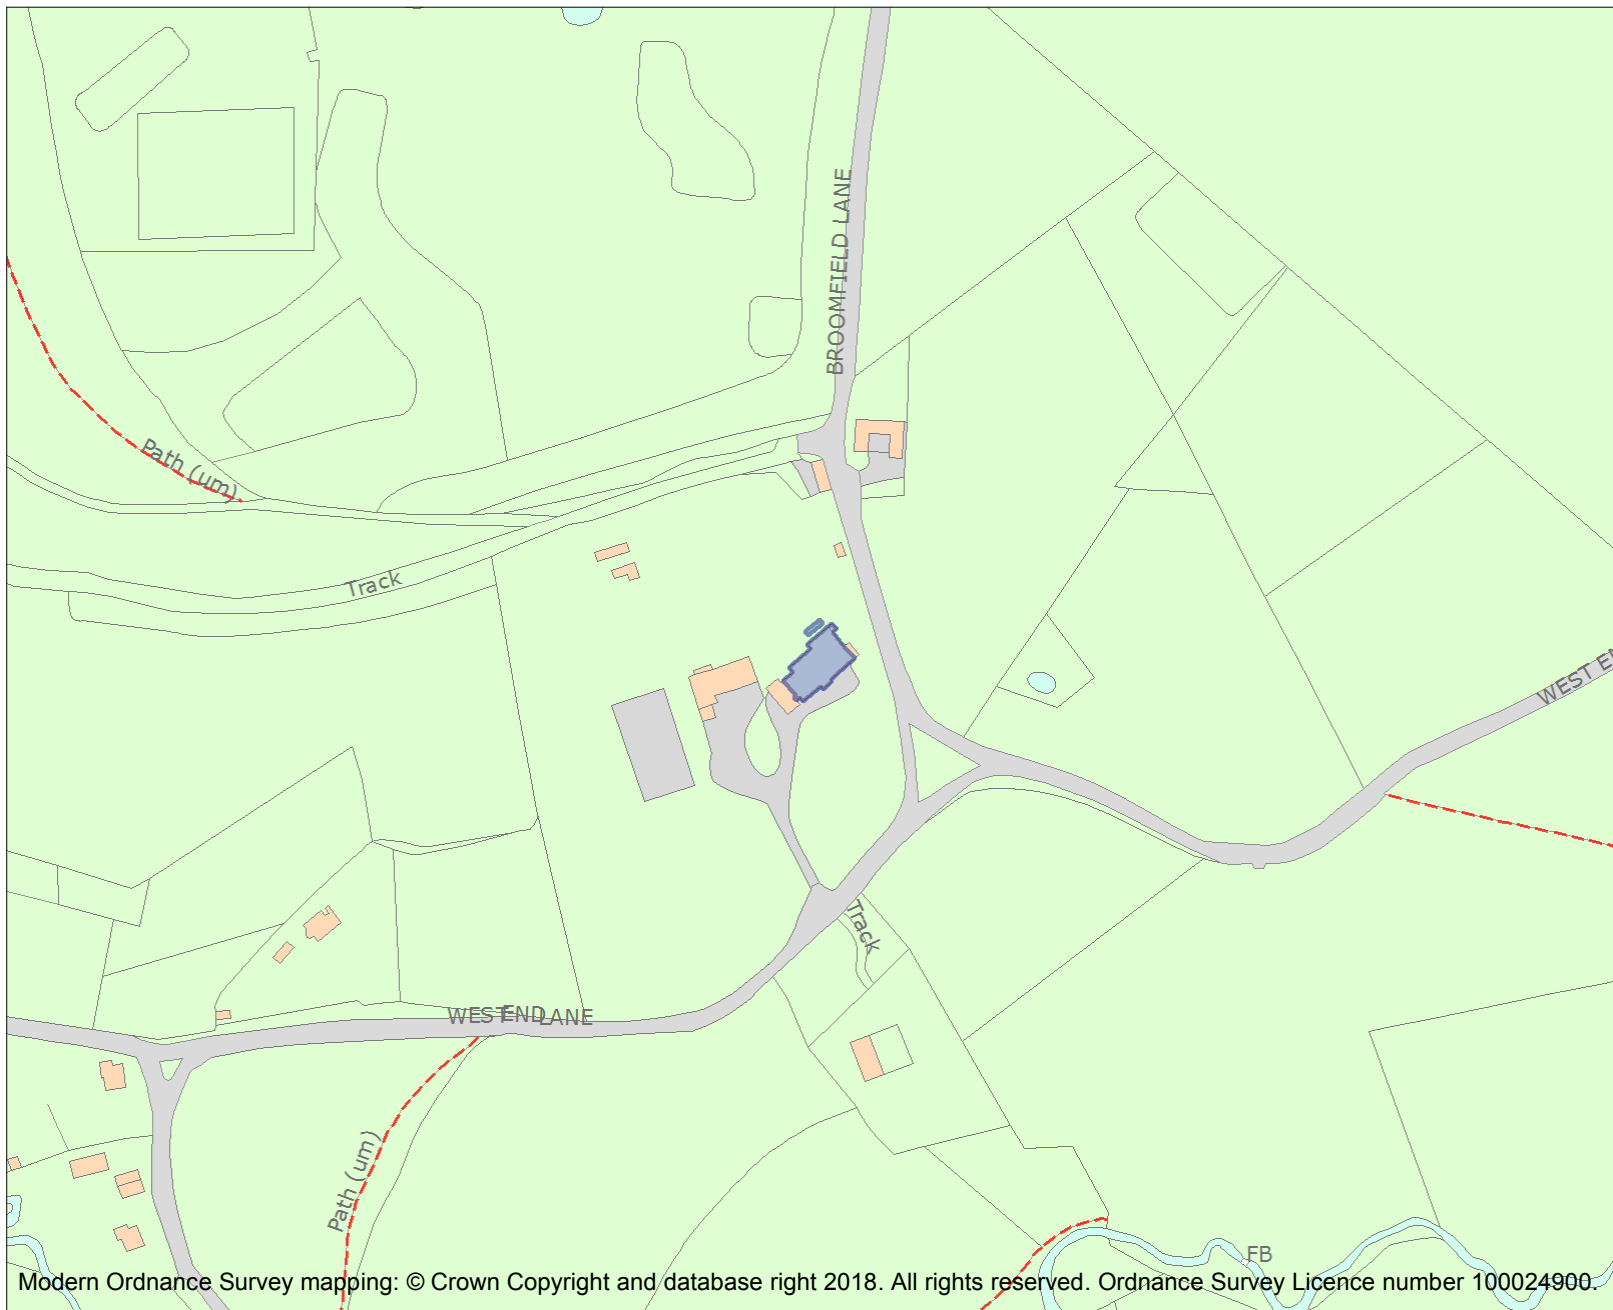 BROOMFIELD LANE
Path (um)
Track
WEST E
Track
WEST END LANE
Path (um)
FB
Modern Ordnance Survey mapping: © Crown Copyright and database right 2018. All rights reserved. Ordnance Survey Licence number 100024900.